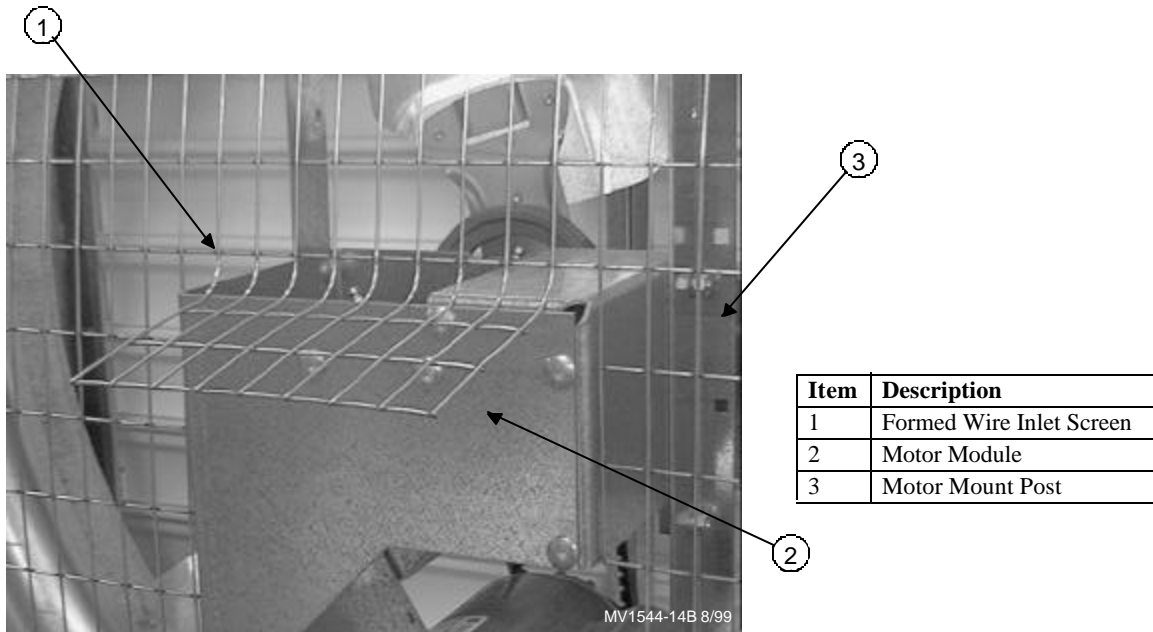 1
3
Item Description
1 Formed Wire Inlet Screen
2 Motor Module
3 Motor Mount Post
2
MV1544-14B 8/99